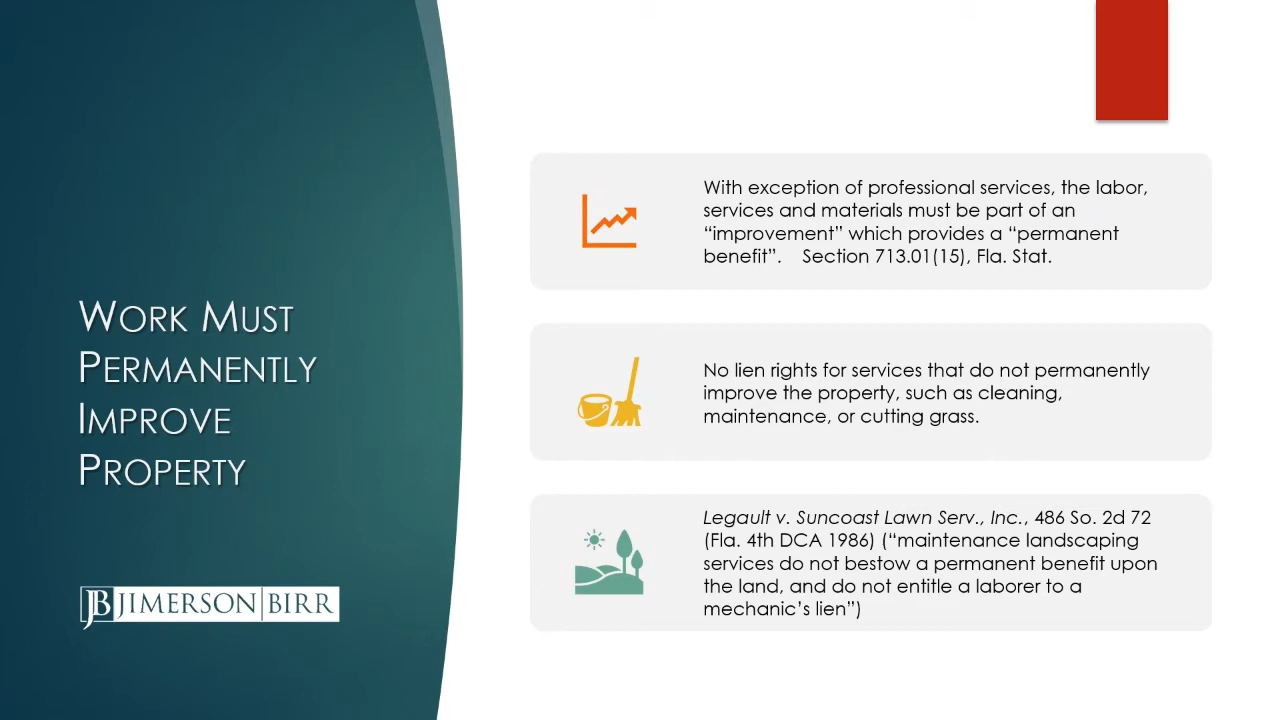 WORK MUST
PERMANENTLY
IMPROVE
PROPERTY
JB JIMERSON BIRR
With exception of professional services, the labor,
services and materials must be part of an
“improvement” which provides a “permanent
benefit”.    Section 713.01(15), Fla. Stat.
No lien rights for services that do not permanently
improve the property, such as cleaning,
maintenance, or cutting grass.
Legault v. Suncoast Lawn Serv., Inc., 486 So. 2d 72
(Fla. 4th DCA 1986) (“maintenance landscaping
services do not bestow a permanent benefit upon
the land, and do not entitle a laborer to a
mechanic’s lien”)